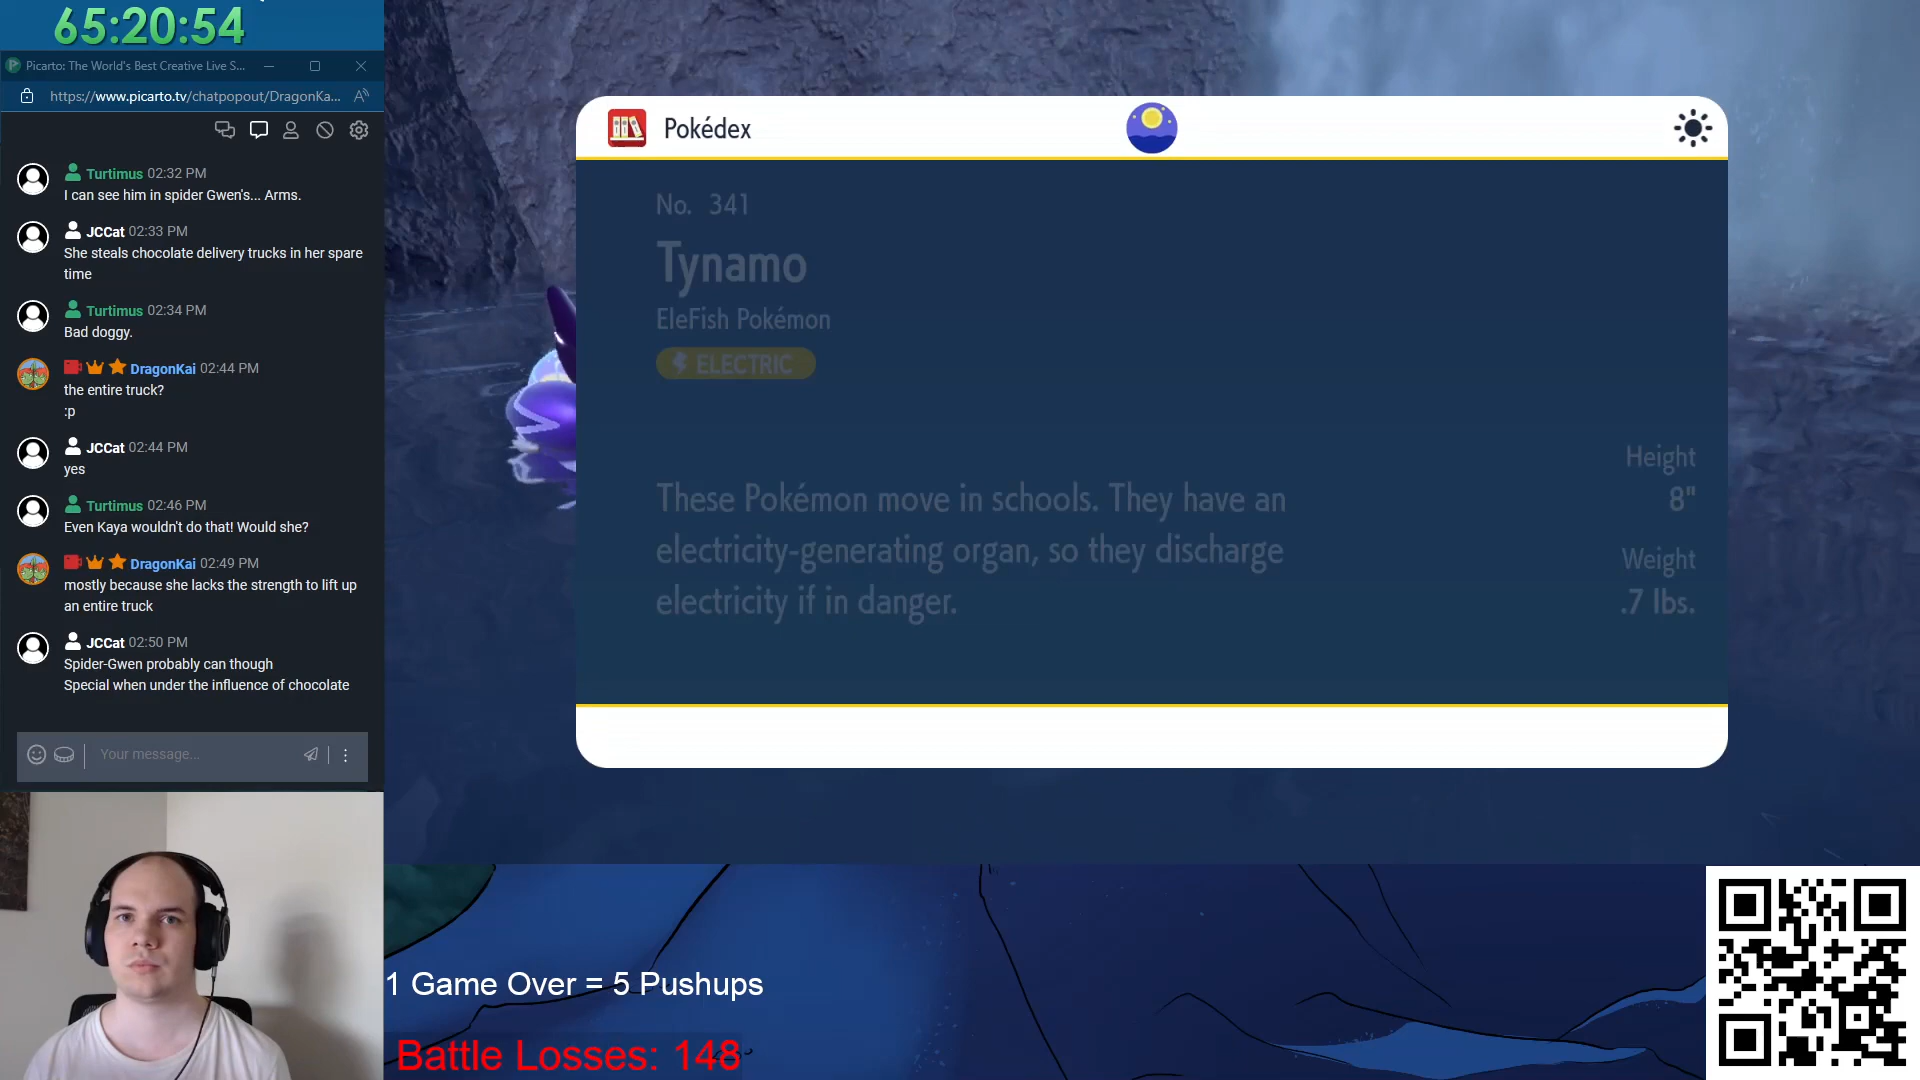 65:20:54
Picarto: The World's Best Creative Live S...
https://www.picarto.tv/chatpopout/DragonKa...
Turtimus 02:32 PM
I can see him in spider Gwen's... Arms.
JCCat 02:33 PM
She steals chocolate delivery trucks in her spare
time
Turtimus 02:34 PM
Bad doggy.
DragonKai 02:44 PM
the entire truck?
:p
JCCat 02:44 PM
yes
Turtimus 02:46 PM
Even Kaya wouldn't do that! Would she?
DragonKai 02:49 PM
mostly because she lacks the strength to lift up
an entire truck
JCCat 02:50 PM
Spider-Gwen probably can though
Special when under the influence of chocolate
Your message...
Pokédex
No. 341
Tynamo
EleFish Pokémon
ELECTRIC
These Pokémon move in schools. They have an
electricity-generating organ, so they discharge
electricity if in danger.
Height
8"
Weight
.7 lbs.
1 Game Over = 5 Pushups
Battle Losses: 148